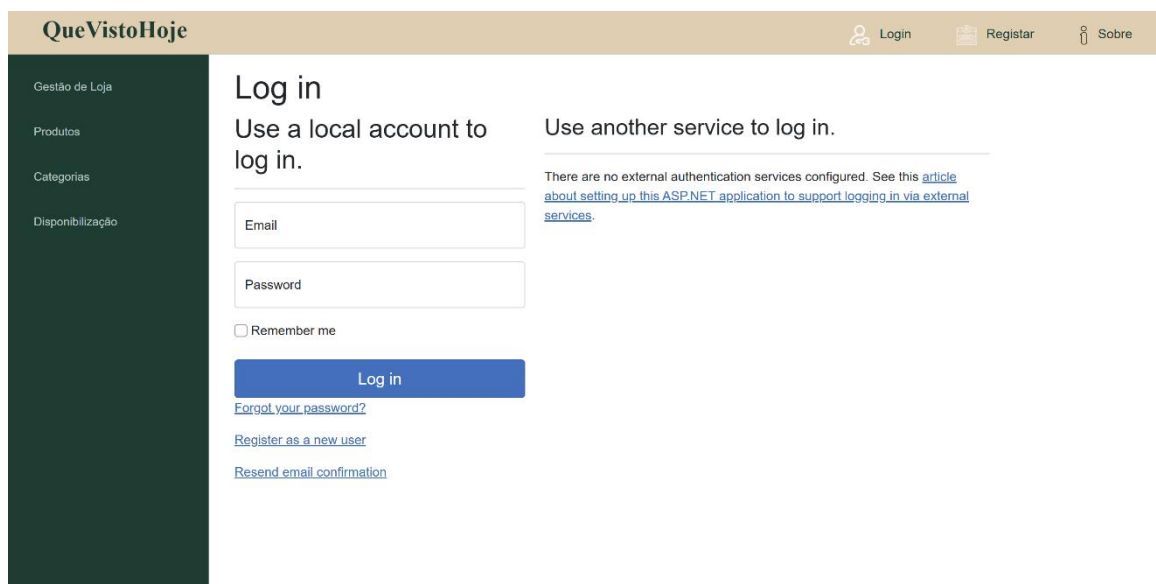 QueVistoHoje
Login
Registar
Sobre
Gestão de Loja
Produtos
Categorias
Disponibilização
Log in
Use a local account to
log in.
Email
Password
Remember me
Log in
Forgot your password?
Register as a new user
Resend email confirmation
Use another service to log in.
There are no external authentication services configured. See this article
about setting up this ASP.NET application to support logging in via external
services.